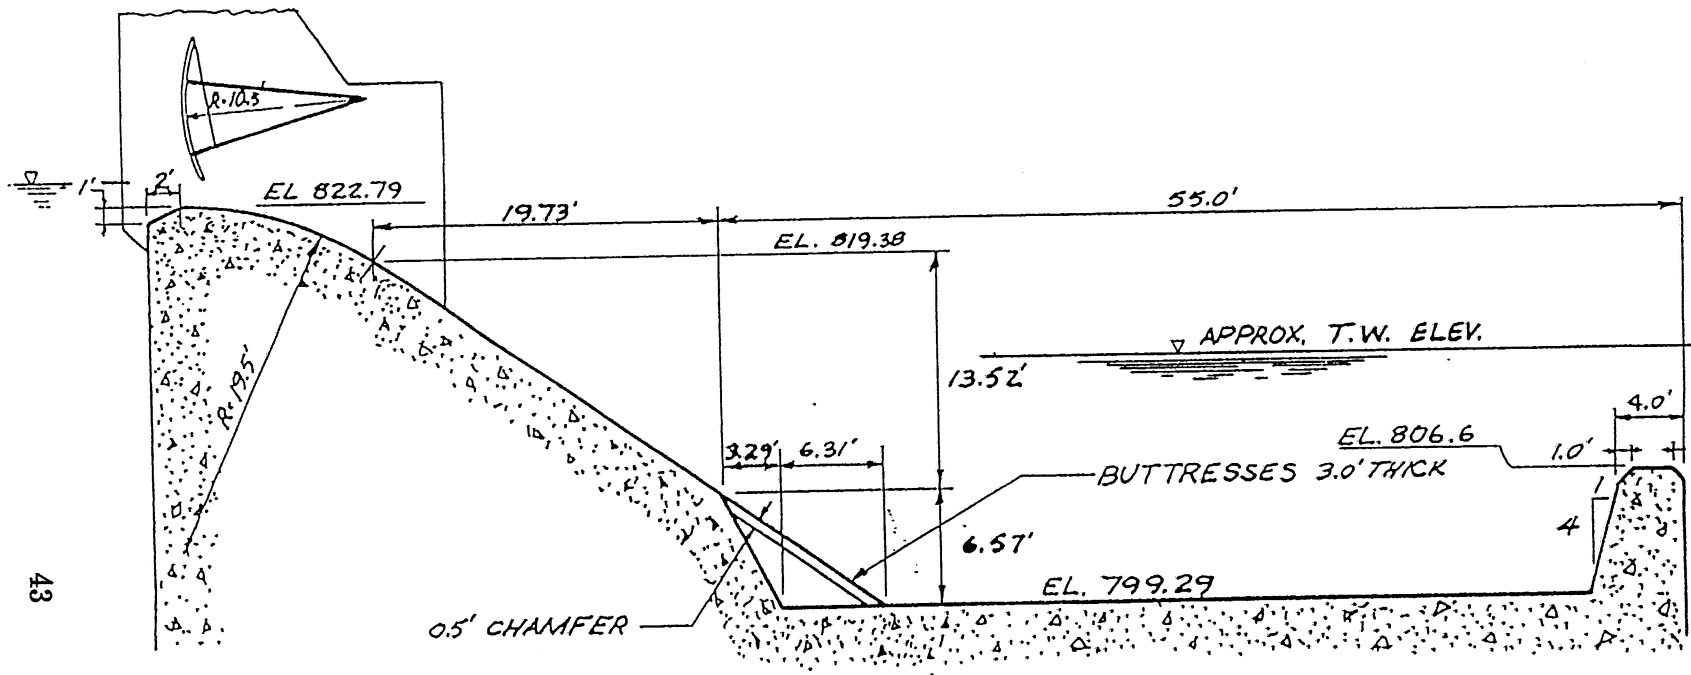 R=10.5'
1'
2'
EL 822.79
19.73'
55.0'
EL. 819.38
APPROX. T.W. ELEV.
13.52'
R=19.5'
4.0'
EL. 806.6
1.0'
3.29'
6.31'
BUTTRESSES 3.0' THICK
1
4
6.57'
EL. 799.29
0.5' CHAMFER
43